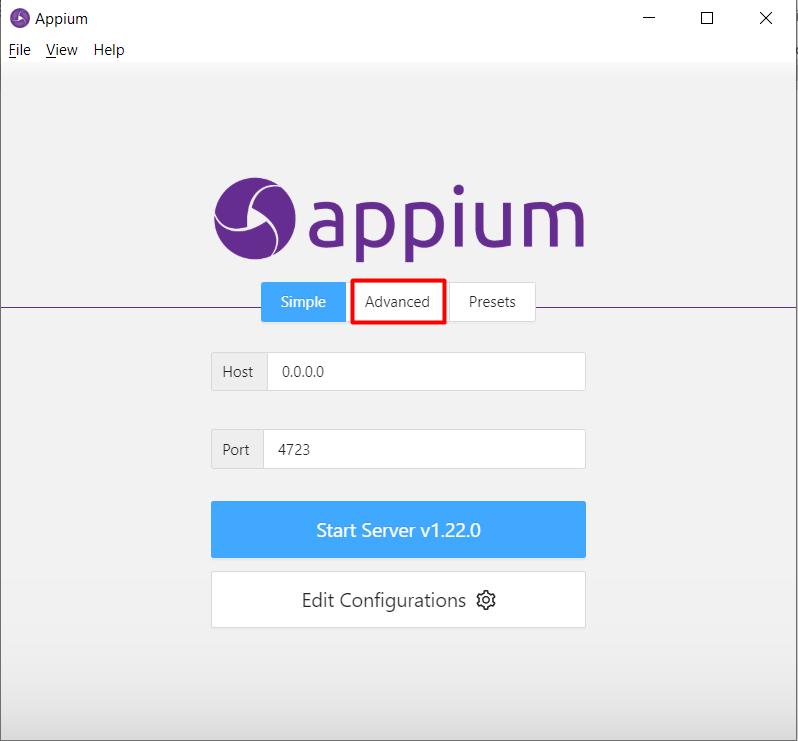 Appium
File View Help
appium
Simple Advanced Presets
Host 0.0.0.0
Port 4723
Start Server v1.22.0
Edit Configurations